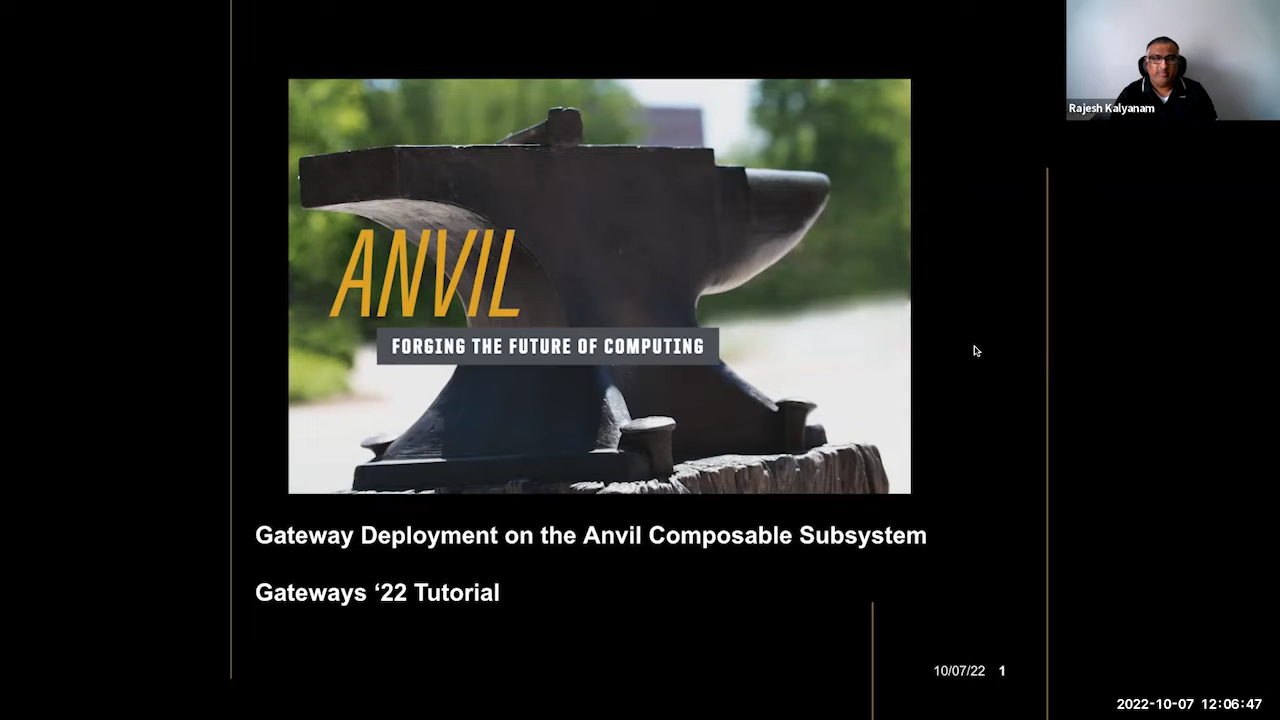 Rajesh Kalyanam
ANVIL
FORGING THE FUTURE OF COMPUTING
Gateway Deployment on the Anvil Composable Subsystem
Gateways ‘22 Tutorial
10/07/22 1
2022-10-07 12:06:47